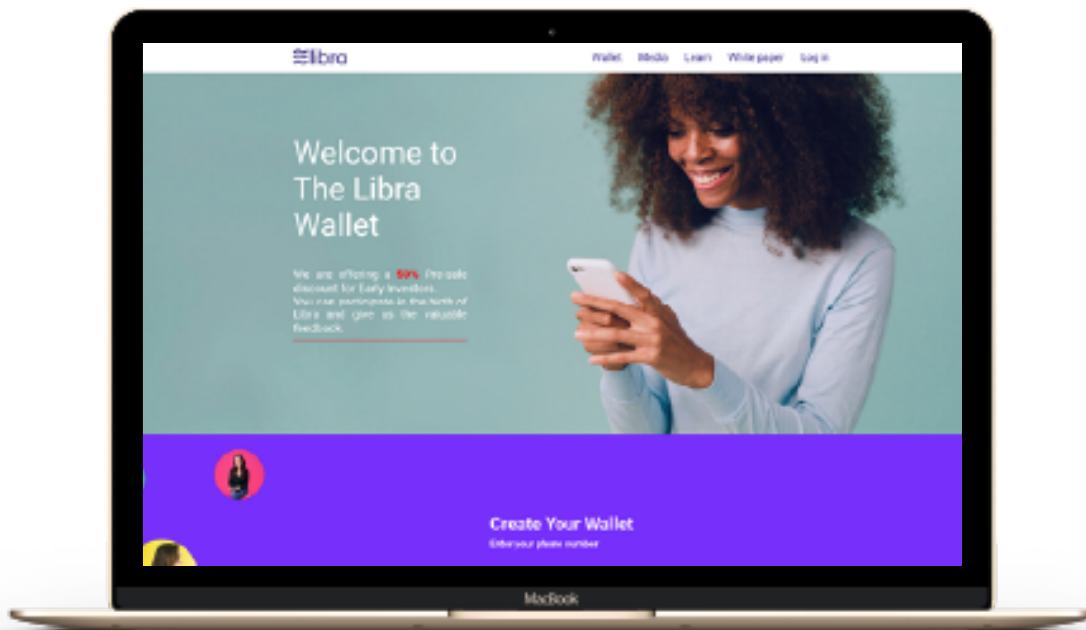 libra
Wallet Media Learn White paper Log in
Welcome to
The Libra
Wallet
We are offering a 50% Pre-sale
discount for Early Investors.
You can participate in the birth of
Libra and give us the valuable
feedback.
Create Your Wallet
Enter your phone number
MacBook